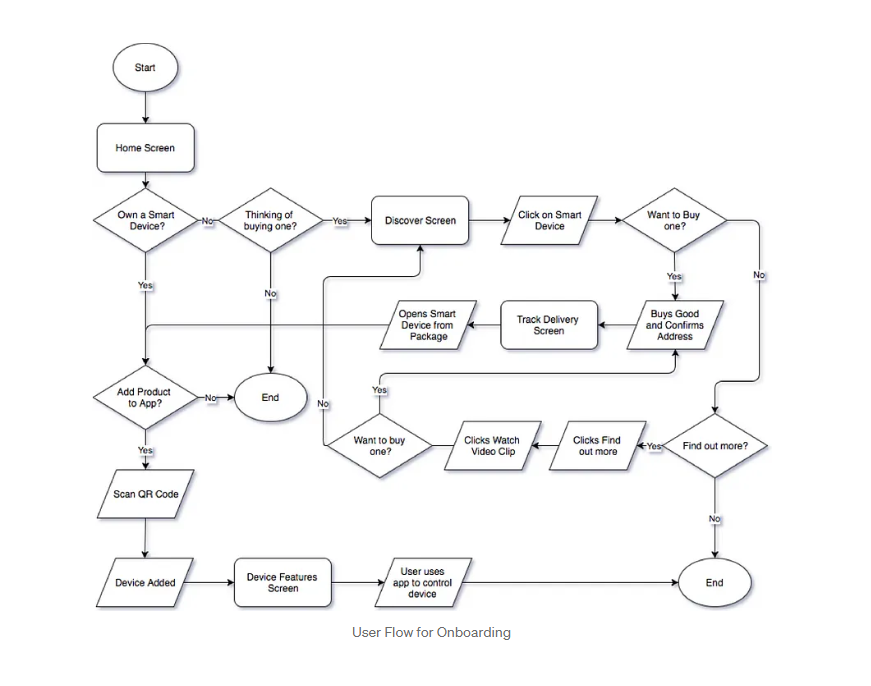 Start
Home Screen
Own a Smart
Device?
No
Thinking of
buying one?
Yes
Discover Screen
Click on Smart
Device
Want to Buy
one?
Yes
No
No
Yes
Opens Smart
Device from
Package
Track Delivery
Screen
Buys Good
and Confirms
Address
Add Product
to App?
No
End
No
Yes
Want to buy
one?
Clicks Watch
Video Clip
Clicks Find
out more
Yes
Find out more?
Yes
Scan QR Code
No
Device Added
Device Features
Screen
User uses
app to control
device
End
User Flow for Onboarding